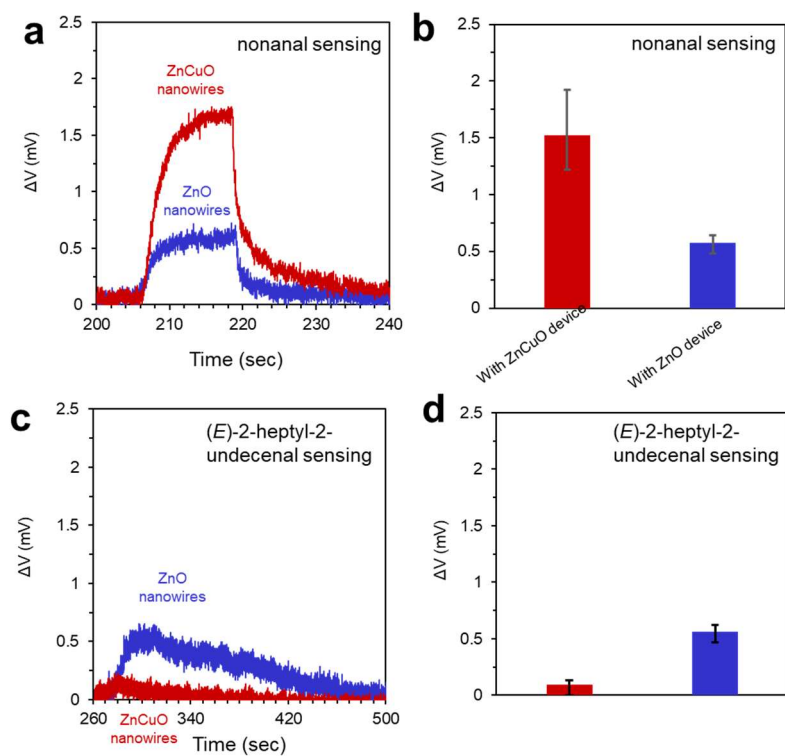 a
nonanal sensing
ZnCuO
nanowires
ZnO
nanowires
ΔV (mV)
2.5
2
1.5
1
0.5
0
200
210
220
230
240
Time (sec)
b
nonanal sensing
ΔV (mV)
2.5
2
1.5
1
0.5
0
With ZnCuO device
With ZnO device
c
(E)-2-heptyl-2-
undecenal sensing
ZnO
nanowires
ΔV (mV)
2.5
2
1.5
1
0.5
0
260
340
420
500
ZnCuO
nanowires
Time (sec)
d
(E)-2-heptyl-2-
undecenal sensing
ΔV (mV)
2.5
2
1.5
1
0.5
0